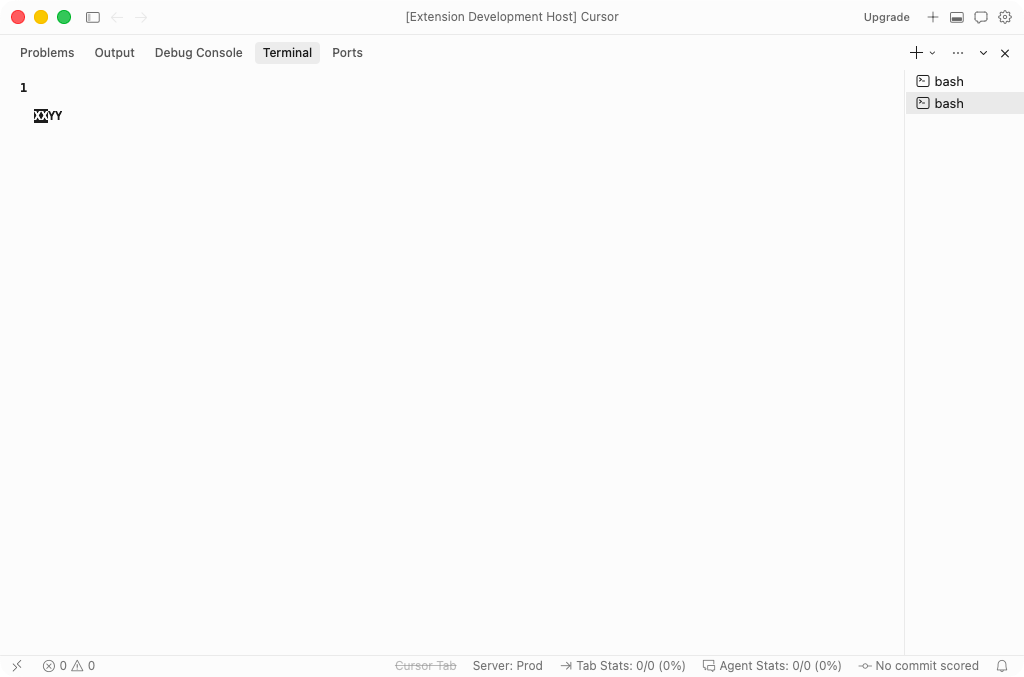 [Extension Development Host] Cursor
Upgrade
Problems Output Debug Console Terminal Ports
1
XXYY
bash
bash
0 0 Cursor Tab Server: Prod Tab Stats: 0/0 (0%) Agent Stats: 0/0 (0%) No commit scored